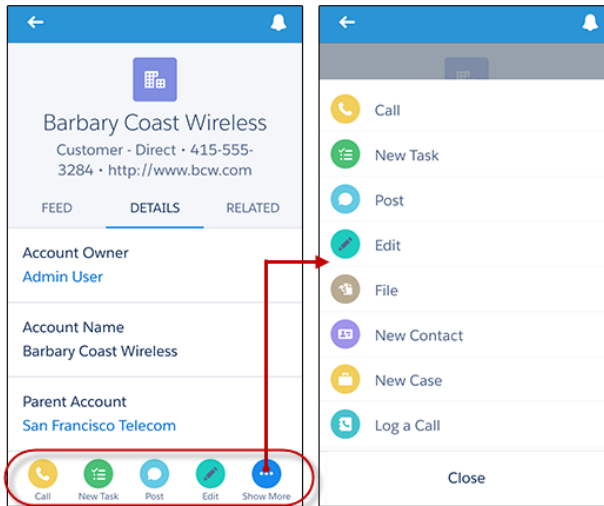 Barbary Coast Wireless
Customer - Direct • 415-555-
3284 • http://www.bcw.com
FEED DETAILS RELATED
Account Owner
Admin User
Account Name
Barbary Coast Wireless
Parent Account
San Francisco Telecom
Call New Task Post Edit Show More
Call
New Task
Post
Edit
File
New Contact
New Case
Log a Call
Close